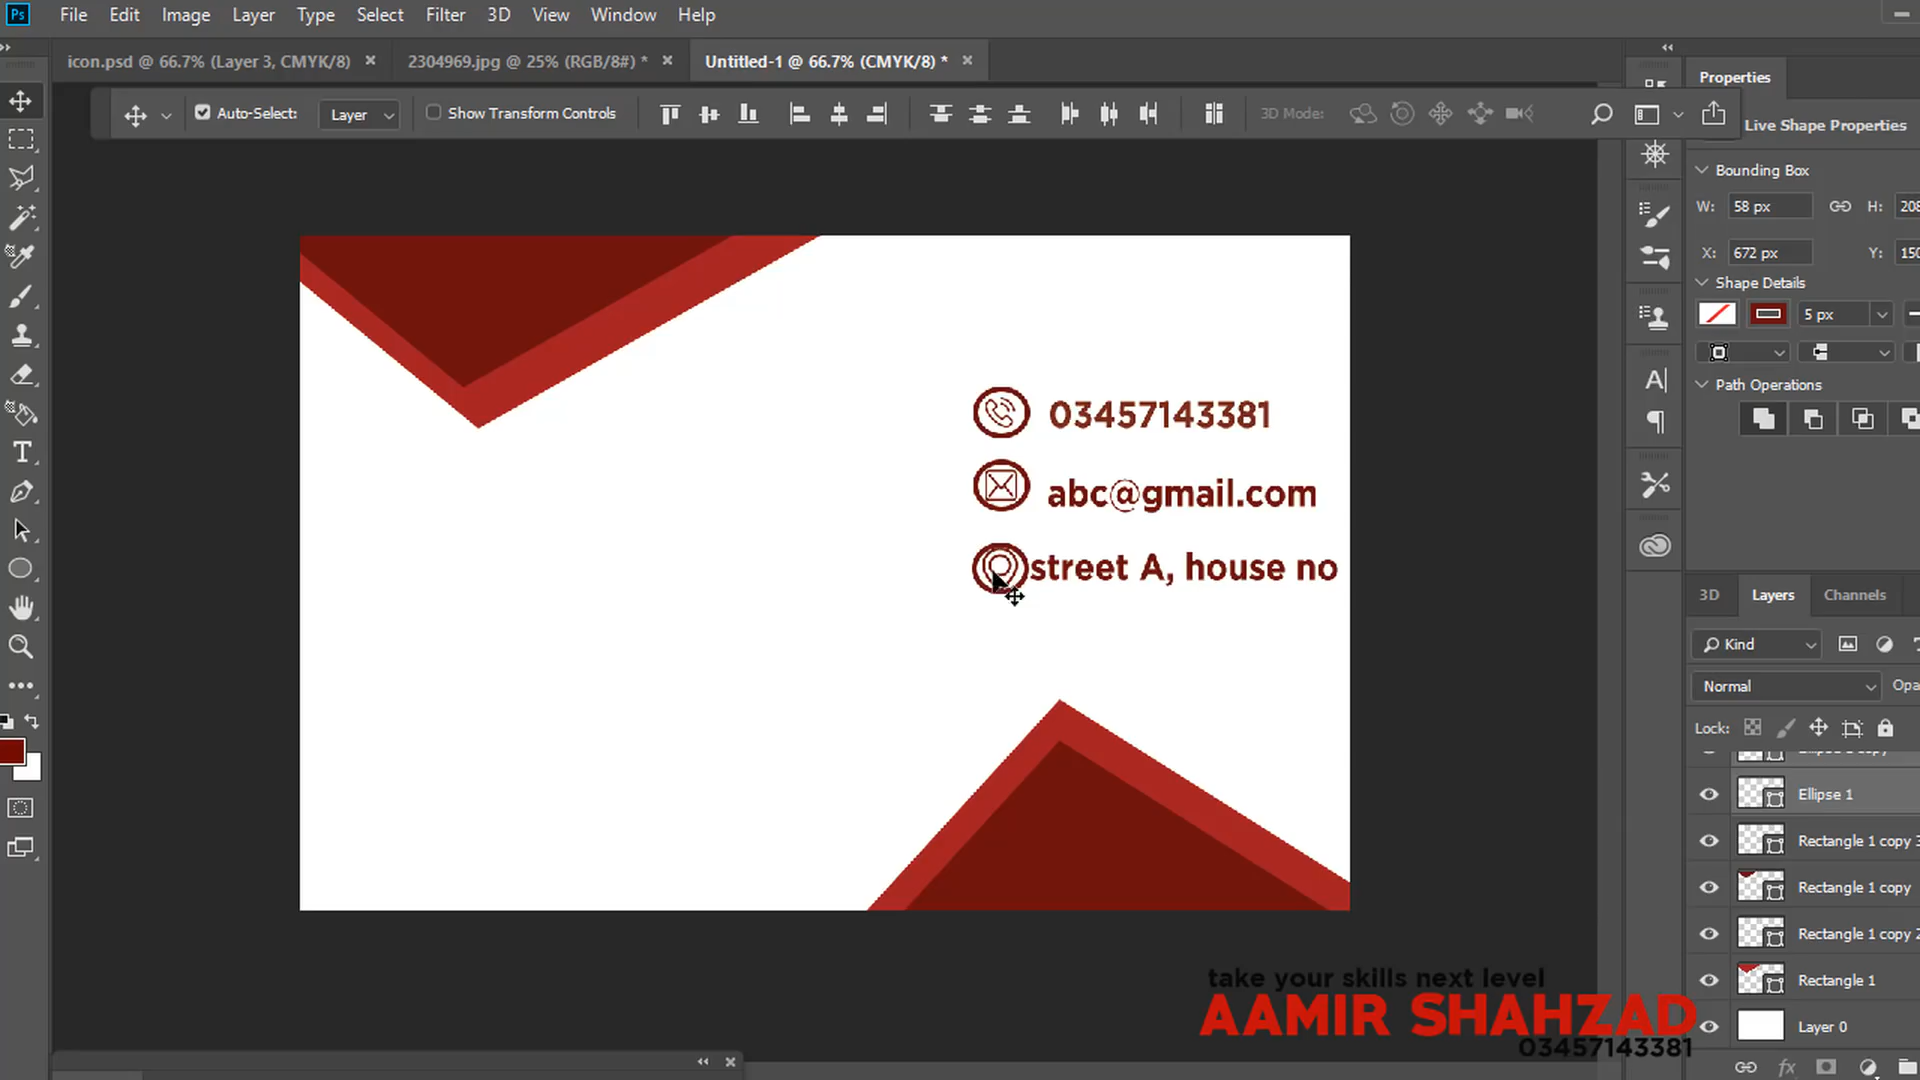 Ps File Edit Image Layer Type Select Filter 3D View Window Help
icon.psd @ 66.7% (Layer 3, CMYK/8) × 2304969.jpg @ 25% (RGB/8#) * × Untitled-1 @ 66.7% (CMYK/8) * ×
Properties
Auto-Select: Layer Show Transform Controls 3D Mode:
Live Shape Properties
Bounding Box
W: 58 px H: 208
X: 672 px Y: 150
Shape Details
5 px
Path Operations
03457143381
abc@gmail.com
street A, house no
3D Layers Channels
Kind
Normal Opa
Lock:
Ellipse 1
Rectangle 1 copy 3
Rectangle 1 copy
Rectangle 1 copy 2
Rectangle 1
Layer 0
take your skills next level
AAMIR SHAHZAD
03457143381